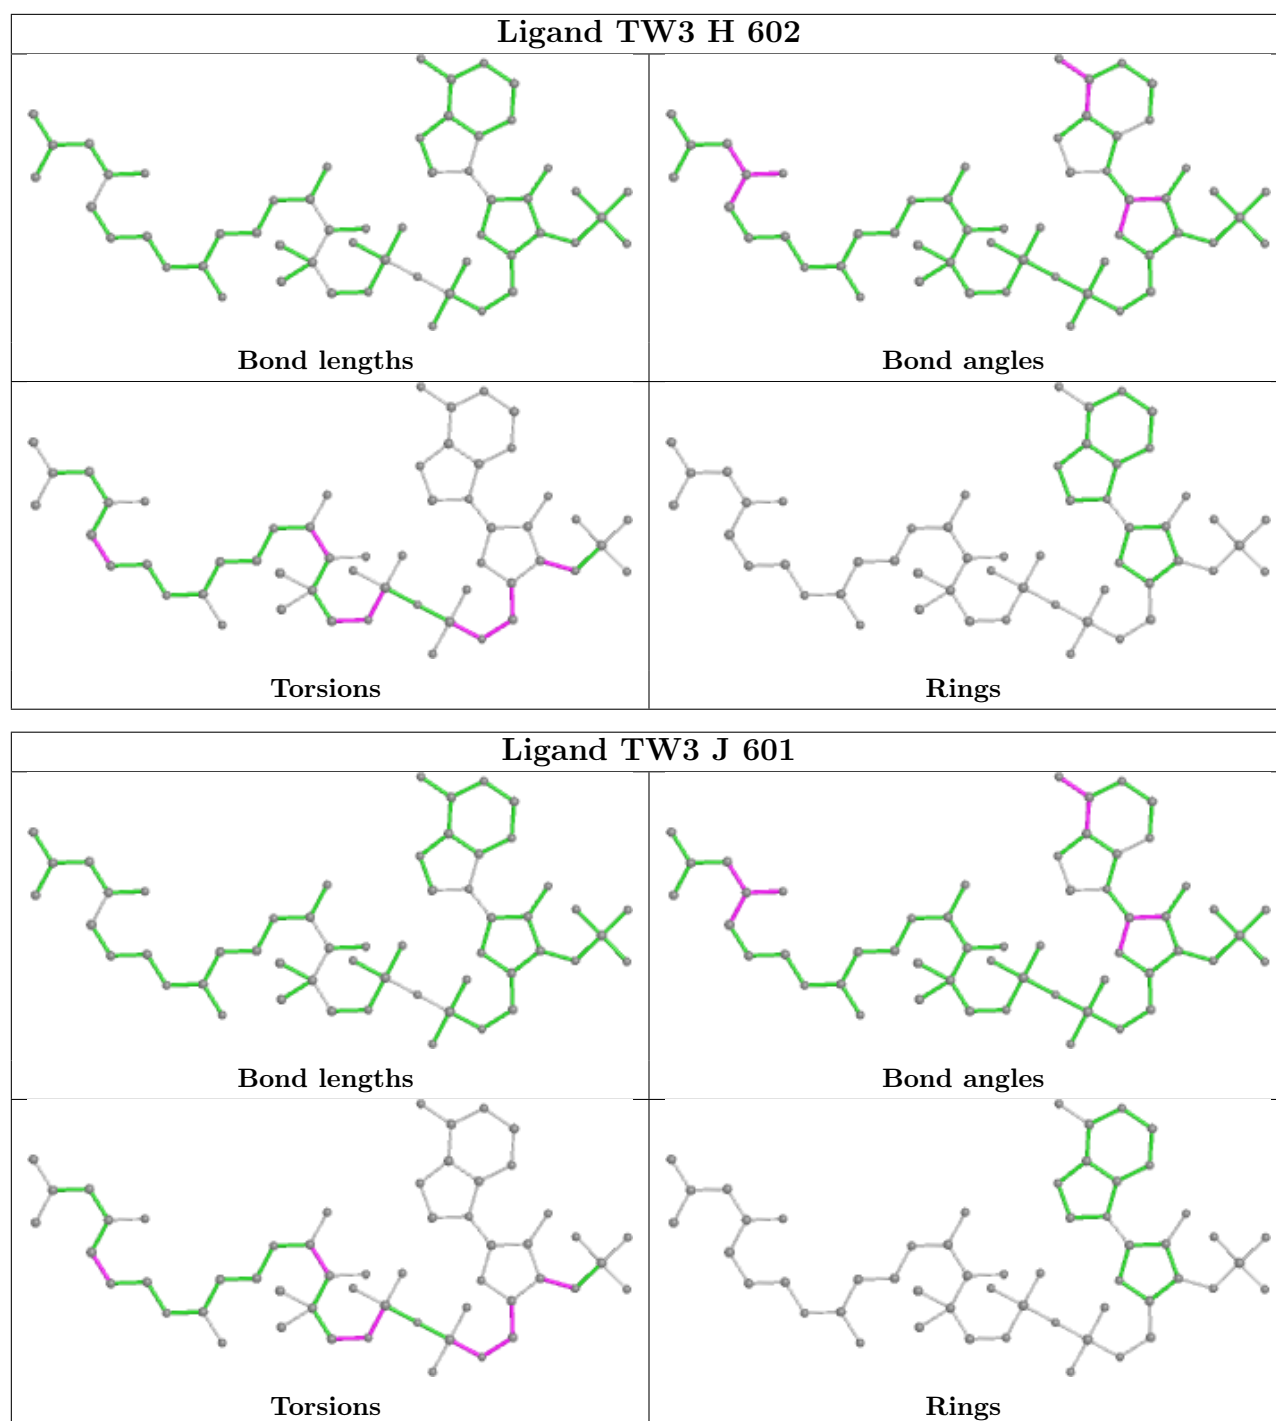 Ligand TW3 H 602
Bond lengths
Bond angles
Torsions
Rings
Ligand TW3 J 601
Bond lengths
Bond angles
Torsions
Rings